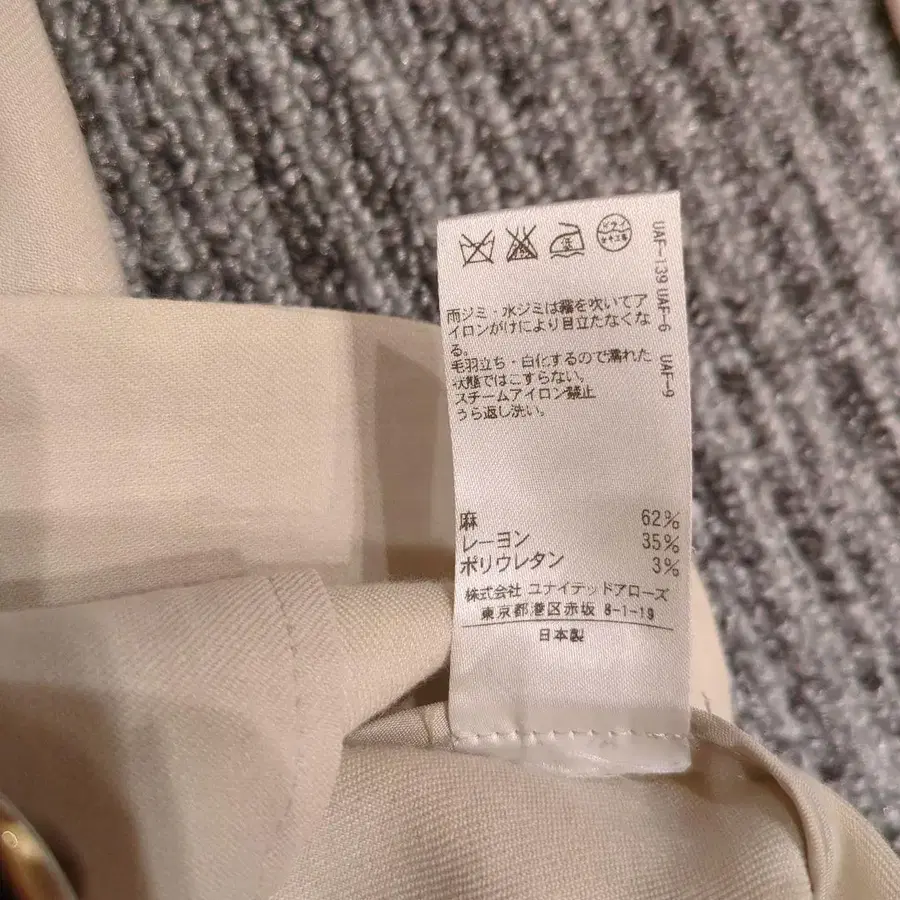 UAF-139 UAF-6 UAF-9
雨ジミ・水ジミは霧を吹いてア
イロンがけにより目立たなくな
る。
毛羽立ち・白化するので濡れた
状態ではこすらない。
スチームアイロン禁止
うら返し洗い。
麻 62%
レーヨン 35%
ポリウレタン 3%
株式会社 ユナイテッドアローズ
東京都港区赤坂 8-1-19
日本製